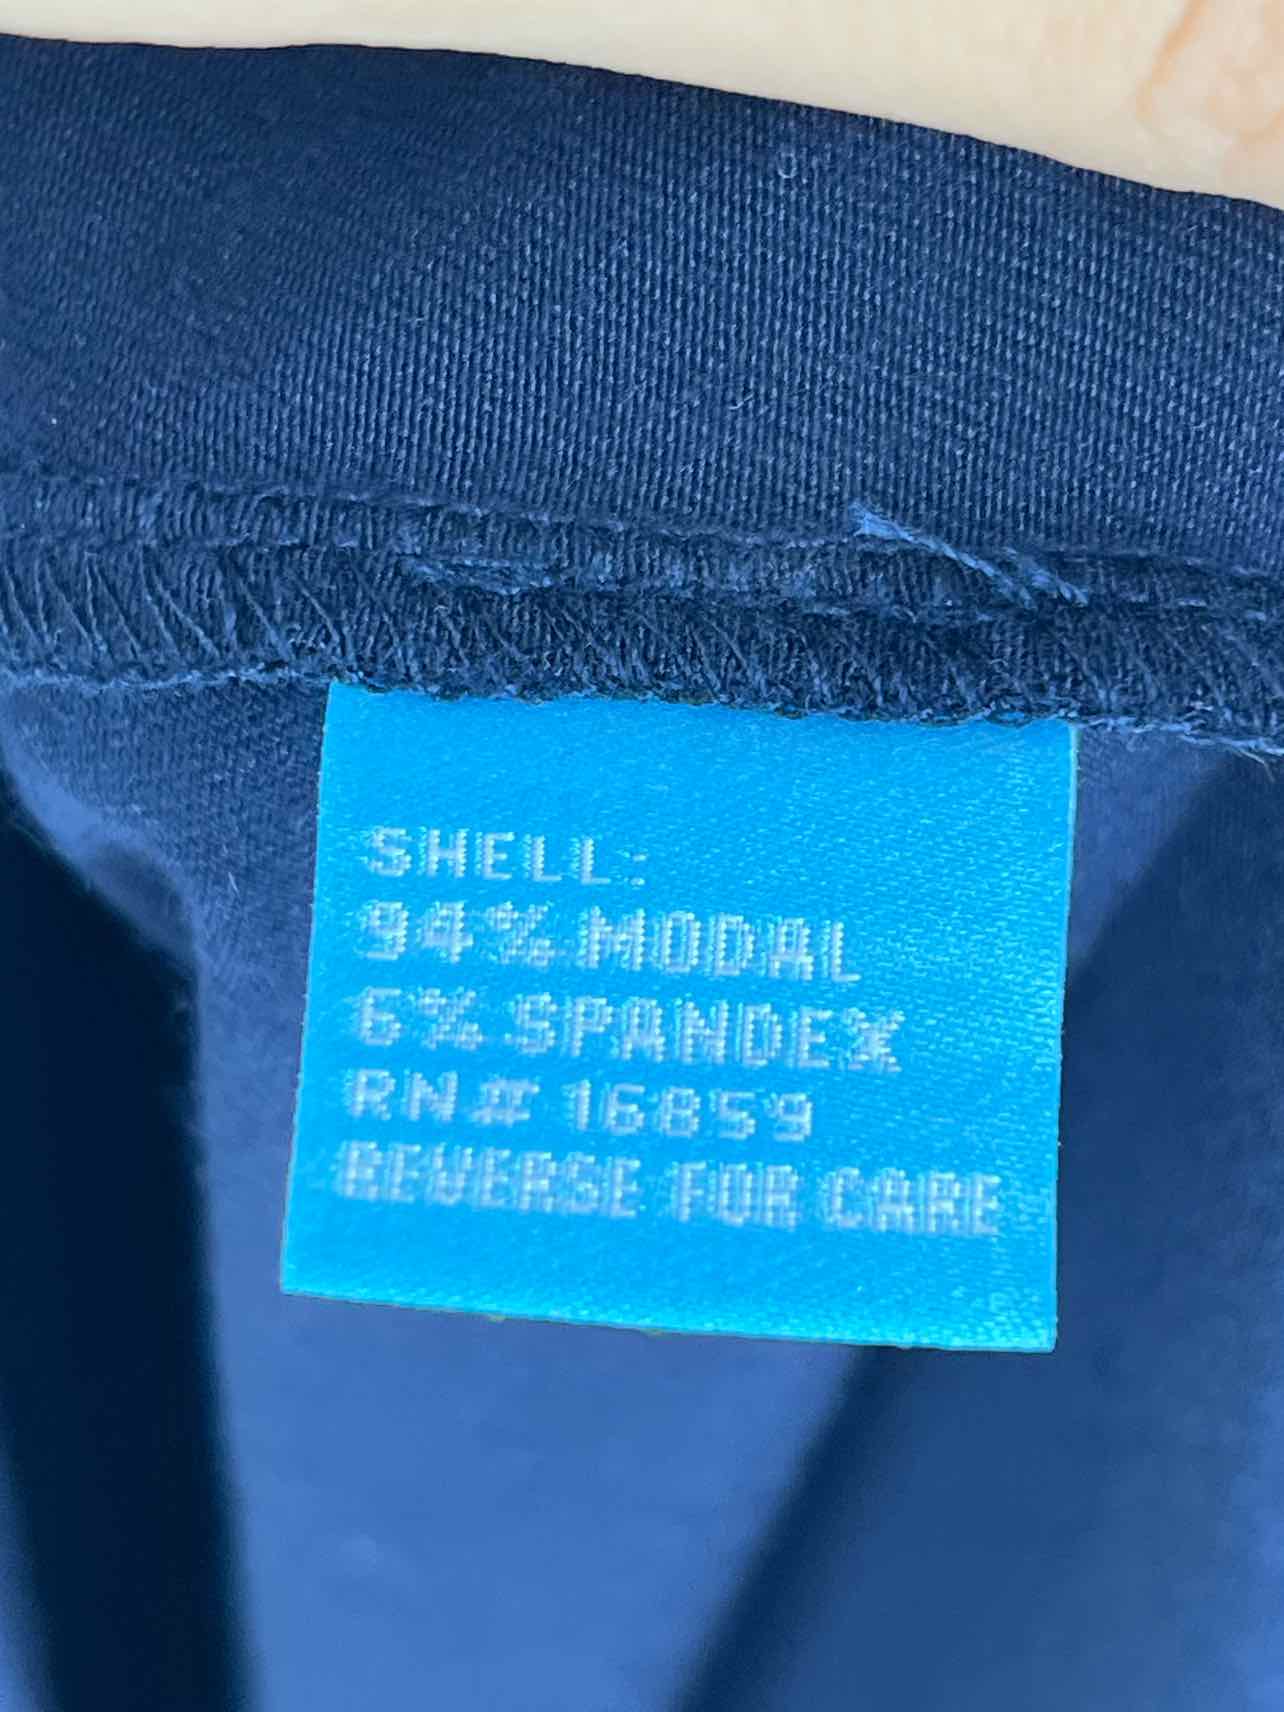 SHELL:
94% MODAL
6% SPANDEX
RN# 16859
REVERSE FOR CARE